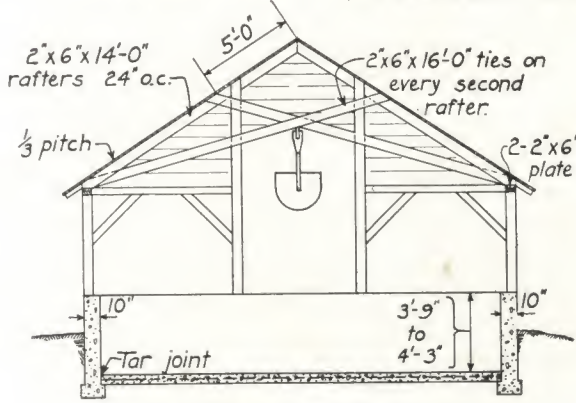 5'-0"
2"x6"x14'-0"
rafters 24" o.c.
2"x6"x16'-0" ties on
every second
rafter.
1/3 pitch
2-2"x6"
plate
10"
3'-9"
to
4'-3"
10"
Tar joint